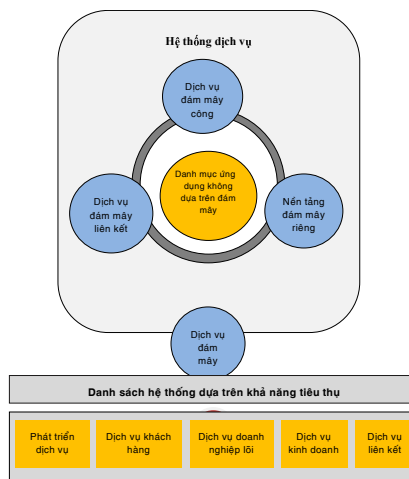 Hệ thống dịch vụ
Dịch vụ
đám mây
công
Danh mục ứng
dụng không
dựa trên đám
mây
Dịch vụ
đám mây
liên kết
Nền tảng
đám mây
riêng
Dịch vụ
đám
mây
Danh sách hệ thống dựa trên khả năng tiêu thụ
Phát triển
dịch vụ
Dịch vụ khách
hàng
Dịch vụ doanh
nghiệp lõi
Dịch vụ
kinh doanh
Dịch vụ
liên kết